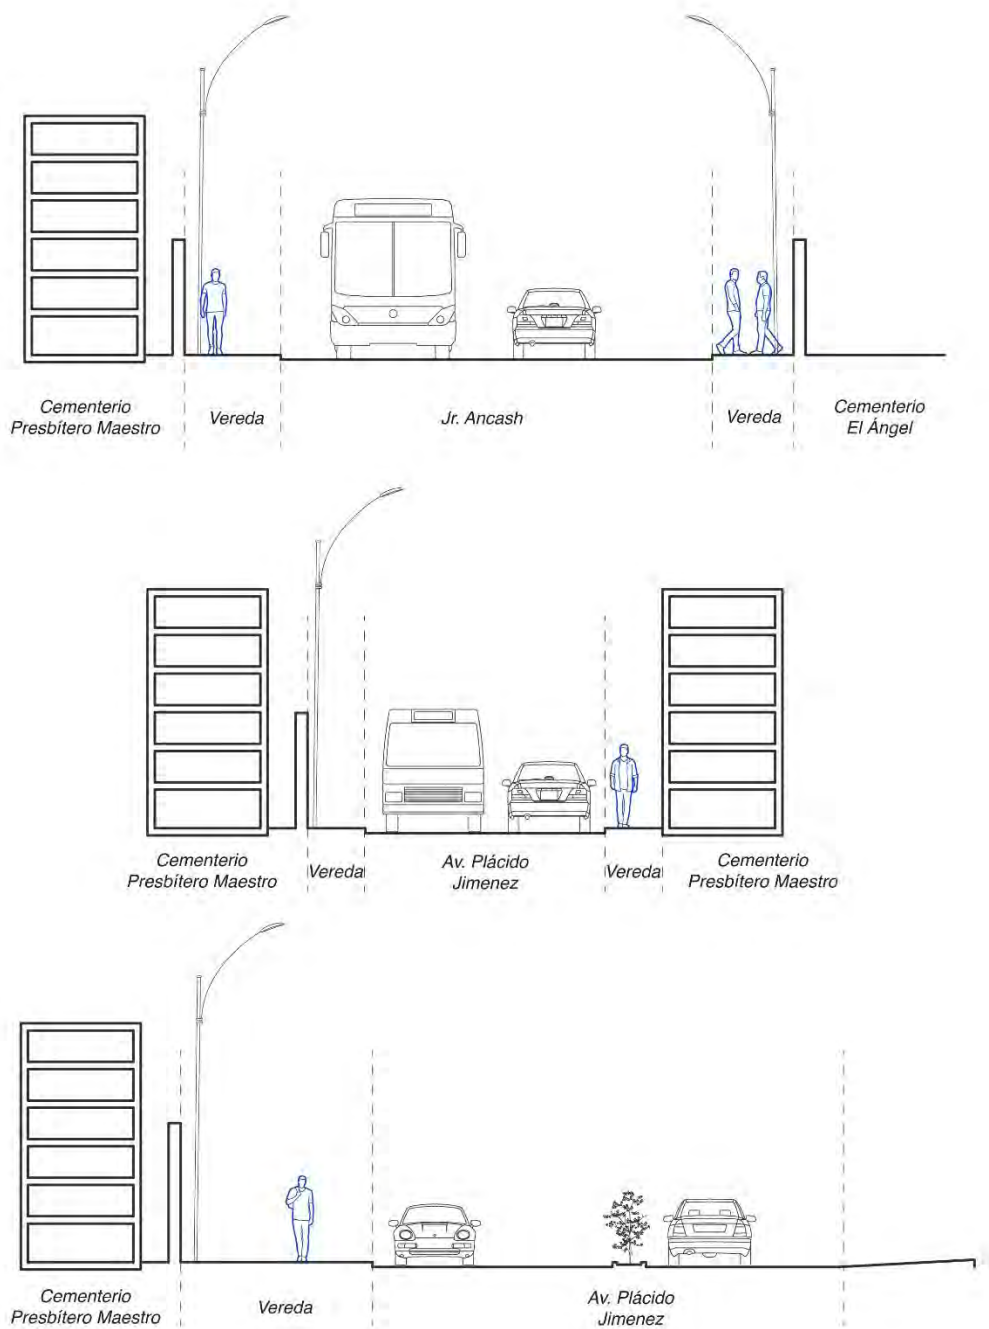 Cementerio
Presbítero Maestro
Vereda
Jr. Ancash
Vereda
Cementerio
El Ángel
Cementerio
Presbítero Maestro
Vereda
Av. Plácido
Jimenez
Vereda
Cementerio
Presbítero Maestro
Cementerio
Presbítero Maestro
Vereda
Av. Plácido
Jimenez